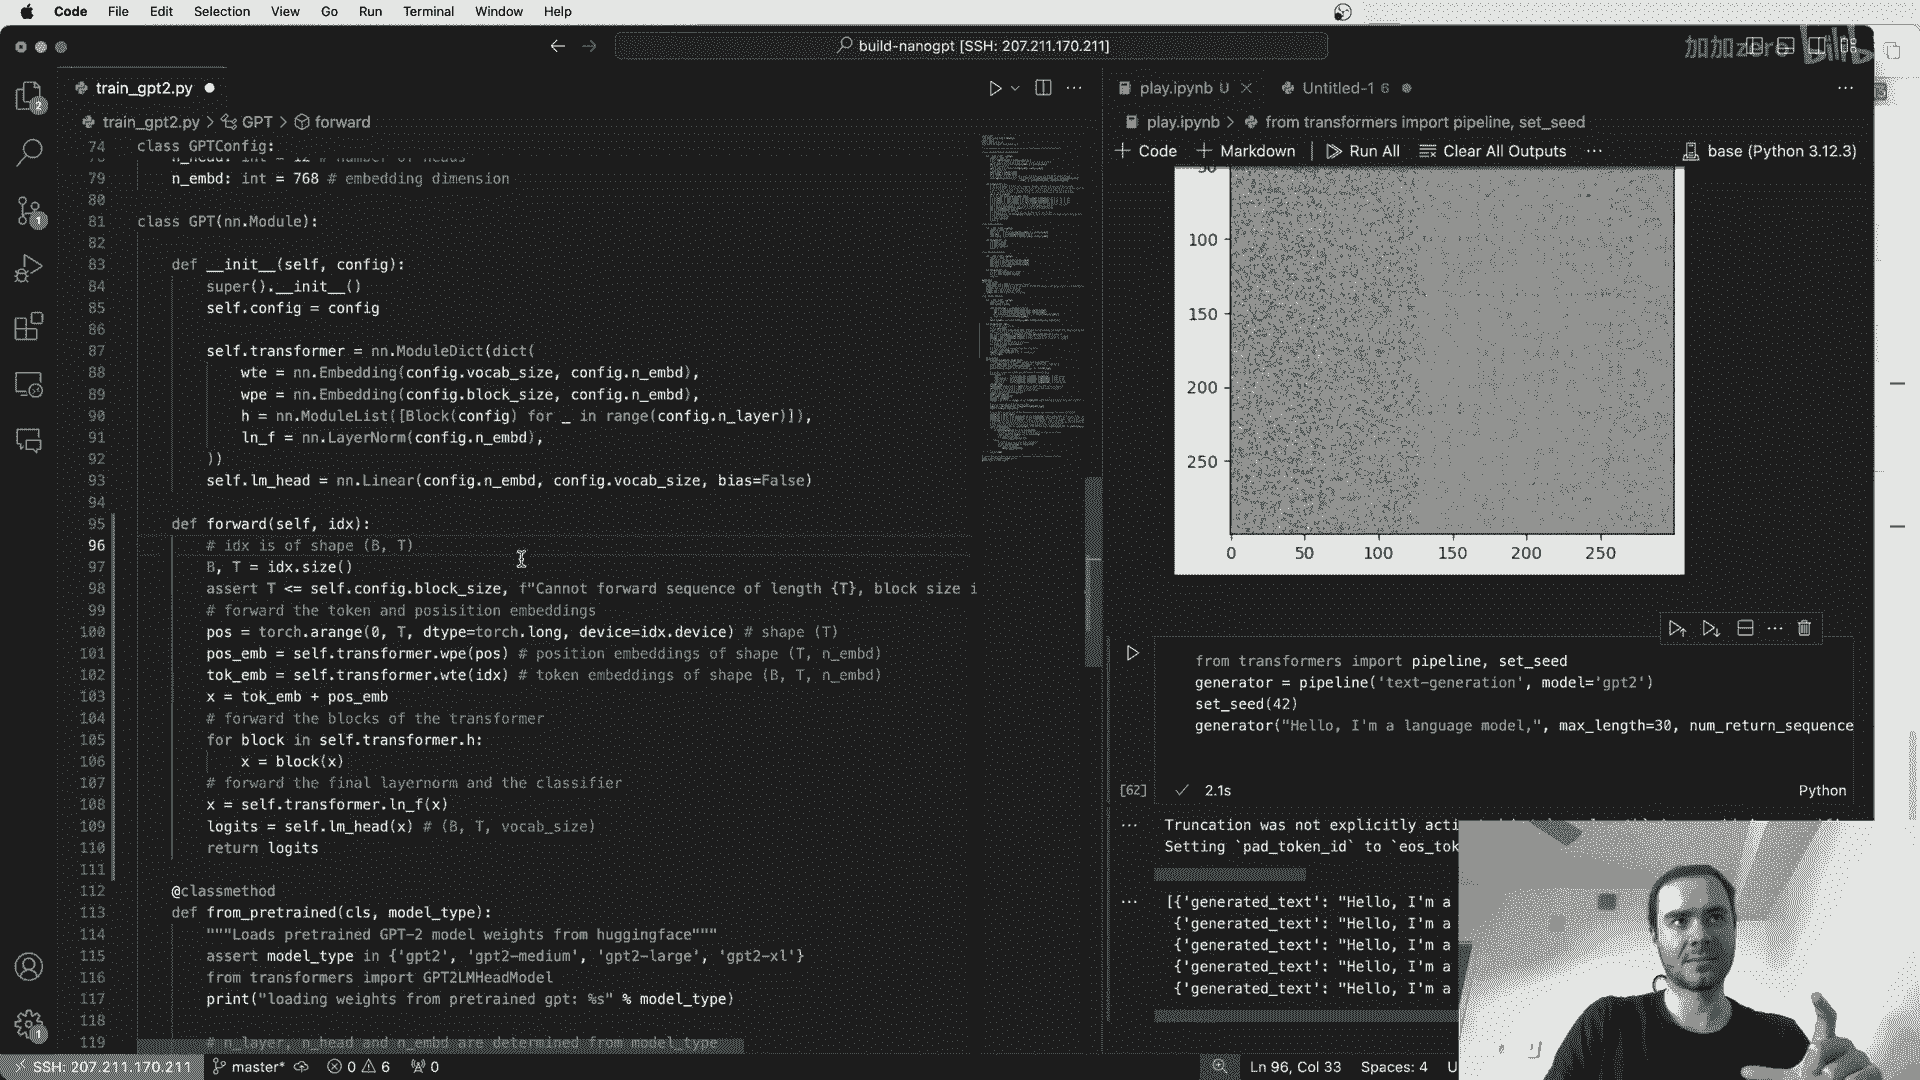 Code File Edit Selection View Go Run Terminal Window Help
build-nanogpt [SSH: 207.211.170.211]
加加zero
train_gpt2.py
train_gpt2.py > GPT > forward
74 class GPTConfig:
79 n_embd: int = 768 # embedding dimension
80
81 class GPT(nn.Module):
82
83 def __init__(self, config):
84 super().__init__()
85 self.config = config
86
87 self.transformer = nn.ModuleDict(dict(
88 wte = nn.Embedding(config.vocab_size, config.n_embd),
89 wpe = nn.Embedding(config.block_size, config.n_embd),
90 h = nn.ModuleList([Block(config) for _ in range(config.n_layer)]),
91 ln_f = nn.LayerNorm(config.n_embd),
92 ))
93 self.lm_head = nn.Linear(config.n_embd, config.vocab_size, bias=False)
94
95 def forward(self, idx):
96 # idx is of shape (B, T)
97 B, T = idx.size()
98 assert T <= self.config.block_size, f"Cannot forward sequence of length {T}, block size i
99 # forward the token and posisition embeddings
100 pos = torch.arange(0, T, dtype=torch.long, device=idx.device) # shape (T)
101 pos_emb = self.transformer.wpe(pos) # position embeddings of shape (T, n_embd)
102 tok_emb = self.transformer.wte(idx) # token embeddings of shape (B, T, n_embd)
103 x = tok_emb + pos_emb
104 # forward the blocks of the transformer
105 for block in self.transformer.h:
106 x = block(x)
107 # forward the final layernorm and the classifier
108 x = self.transformer.ln_f(x)
109 logits = self.lm_head(x) # (B, T, vocab_size)
110 return logits
111
112 @classmethod
113 def from_pretrained(cls, model_type):
114 """Loads pretrained GPT-2 model weights from huggingface"""
115 assert model_type in {'gpt2', 'gpt2-medium', 'gpt2-large', 'gpt2-xl'}
116 from transformers import GPT2LMHeadModel
117 print("loading weights from pretrained gpt: %s" % model_type)
118
119 # n_layer, n_head and n_embd are determined from model_type
play.ipynb U Untitled-1 6
play.ipynb > from transformers import pipeline, set_seed
Code Markdown Run All Clear All Outputs base (Python 3.12.3)
50
100
150
200
250
0 50 100 150 200 250
from transformers import pipeline, set_seed
generator = pipeline('text-generation', model='gpt2')
set_seed(42)
generator("Hello, I'm a language model,", max_length=30, num_return_sequence
[62] 2.1s Python
Truncation was not explicitly acti
Setting `pad_token_id` to `eos_tok
[{'generated_text': "Hello, I'm a
{'generated_text': "Hello, I'm a
{'generated_text': "Hello, I'm a
{'generated_text': "Hello, I'm a
{'generated_text': "Hello, I'm a
SSH: 207.211.170.211 master* 0 6 0 Ln 96, Col 33 Spaces: 4